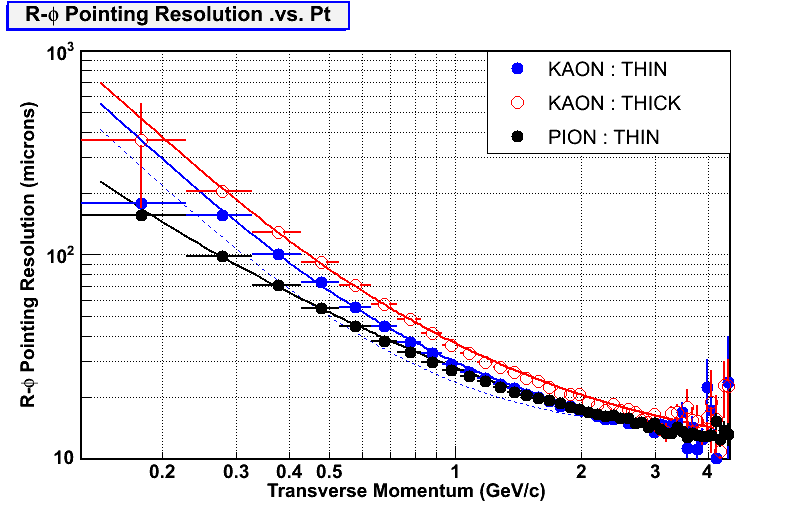 R-ϕ Pointing Resolution .vs. Pt
KAON : THIN
KAON : THICK
PION : THIN
R-ϕ Pointing Resolution (microns)
10³
10²
10
0.2 0.3 0.4 0.5 1 2 3 4
Transverse Momentum (GeV/c)